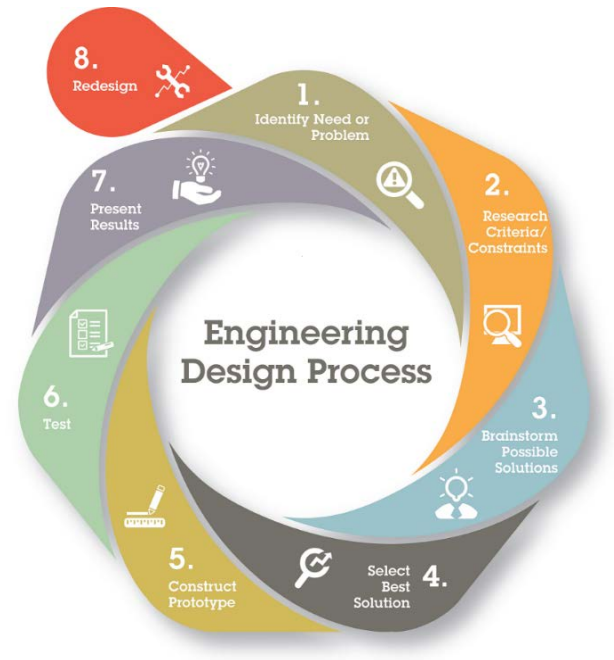 8.
Redesign
1.
Identify Need or
Problem
2.
Research
Criteria/
Constraints
3.
Brainstorm
Possible
Solutions
Select
Best
Solution
4.
5.
Construct
Prototype
6.
Test
7.
Present
Results
Engineering
Design Process